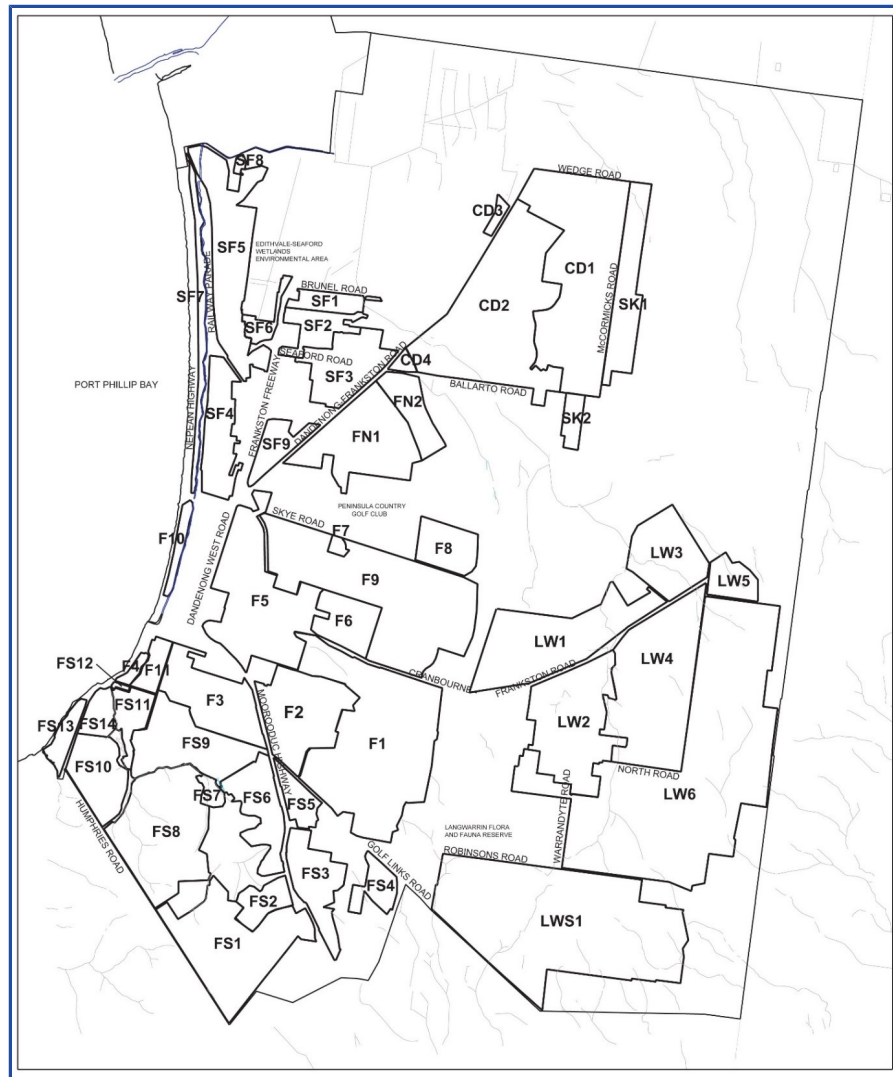 SF8
WEDGE ROAD
CD3
EDITHVALE-SEAFORD
WETLANDS
ENVIRONMENTAL AREA
SF5
CD1
McCORMICKS ROAD
SF7
RAILWAY PARADE
BRUNEL ROAD
SF1
CD2
SK1
SF6
SF2
SEAFORD ROAD
SF3
CD4
DANDENONG FRANKSTON ROAD
PORT PHILLIP BAY
BALLARTO ROAD
NEPEAN HIGHWAY
SF4
FRANKSTON FREEWAY
FN2
SK2
SF9
FN1
PENINSULA COUNTRY
GOLF CLUB
SKYE ROAD
F7
F10
DANDENONG WEST ROAD
F8
LW3
F9
LW5
F5
F6
LW1
LW4
FS12
F4
F11
CRANBOURNE
FRANKSTON ROAD
F3
MOOROODUC HIGHWAY
F2
LW2
FS13
FS14
FS11
F1
FS9
FS10
NORTH ROAD
LW6
FS7
FS6
FS5
WARRANDYTE ROAD
HUMPHRIES ROAD
FS8
LANGWARRIN FLORA
AND FAUNA RESERVE
GOLF LINKS ROAD
ROBINSONS ROAD
FS3
FS4
FS2
LWS1
FS1